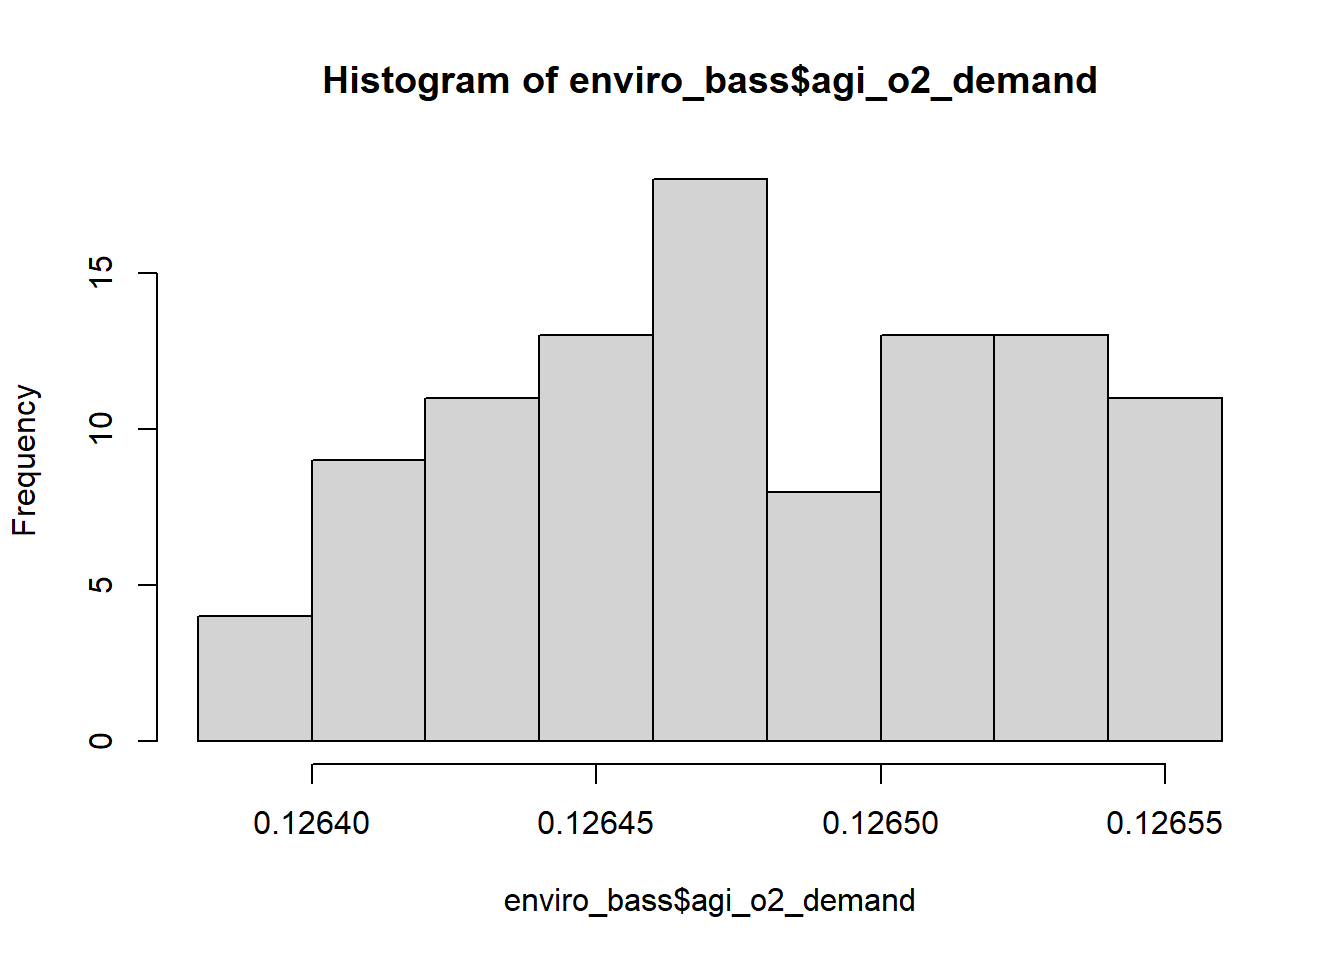 Histogram of enviro_bass$agi_o2_demand
Frequency
15
10
5
0
0.12640 0.12645 0.12650 0.12655
enviro_bass$agi_o2_demand